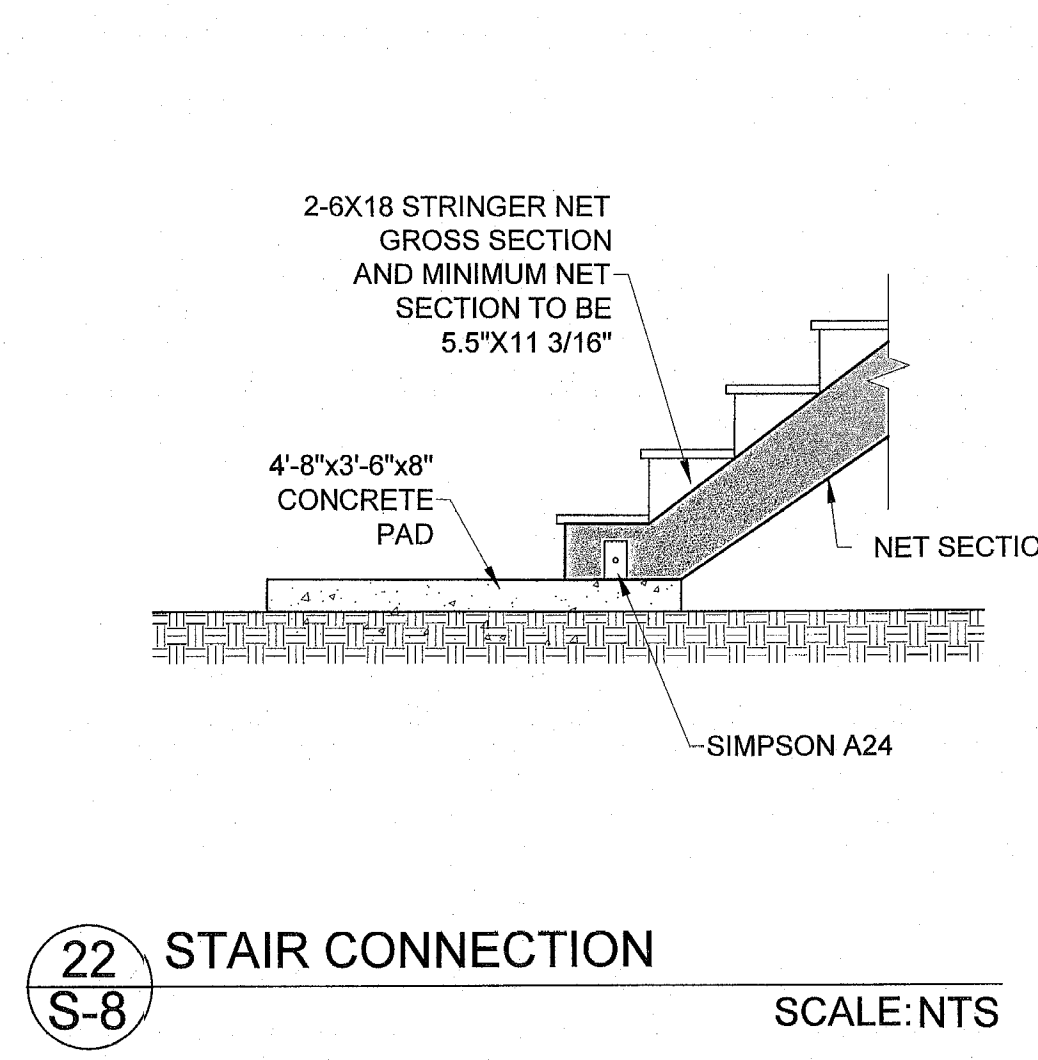 2-6X18 STRINGER NET
GROSS SECTION
AND MINIMUM NET
SECTION TO BE
5.5"X11 3/16"
4'-8"x3'-6"x8"
CONCRETE
PAD
NET SECTIO
SIMPSON A24
22
S-8
STAIR CONNECTION
SCALE:NTS